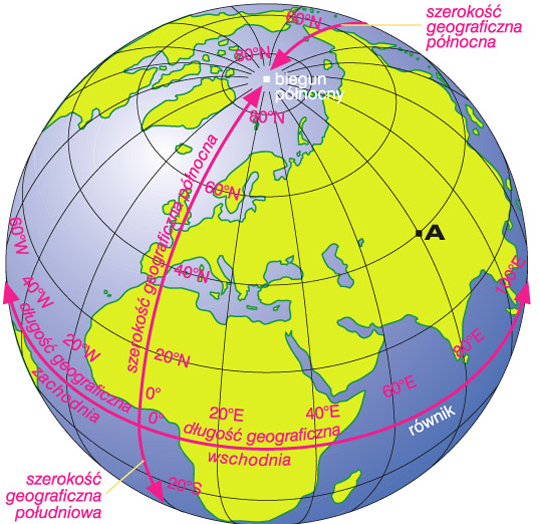 szerokość
geograficzna
północna
80°N
80°N
biegun
północny
80°N
szerokość geograficzna północna
60°N
A
60°W
40°N
100°E
40°W
20°W
długość geograficzna
zachodnia
20°N
80°E
60°E
0°
0°
20°E
40°E
równik
długość geograficzna
wschodnia
szerokość
geograficzna
południowa
20°S